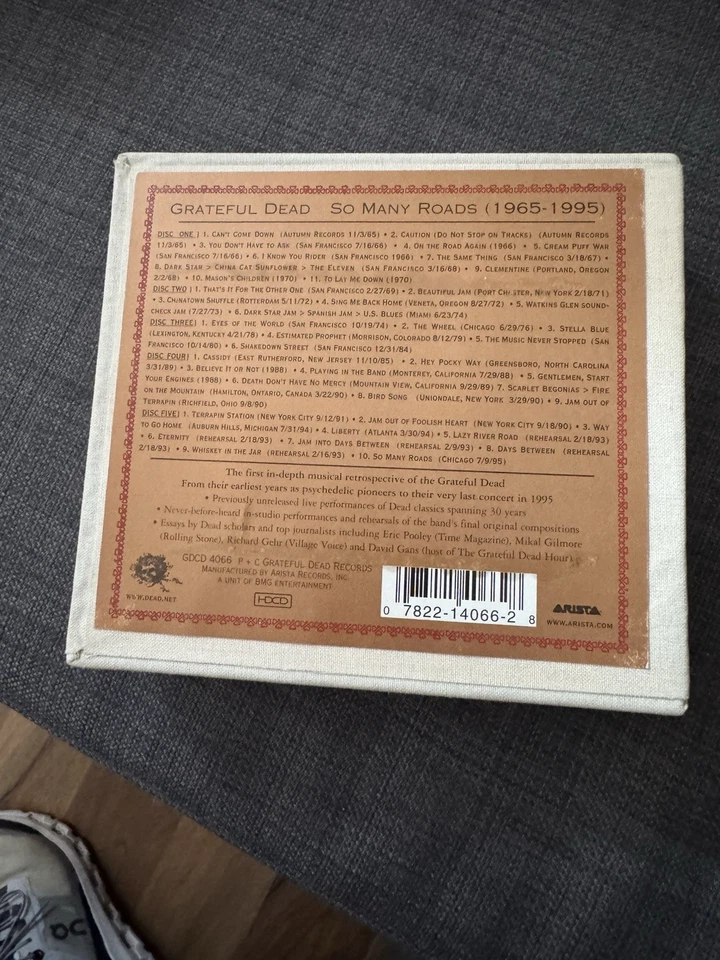 GRATEFUL DEAD SO MANY ROADS (1965-1995)
DISC ONE] 1. CAN'T COME DOWN (AUTUMN RECORDS 11/3/65) • 2. CAUTION (DO NOT STOP ON TRACKS) (AUTUMN RECORDS
11/3/65) • 3. YOU DON'T HAVE TO ASK (SAN FRANCISCO 7/16/66) • 4. ON THE ROAD AGAIN (1966) • 5. CREAM PUFF WAR
(SAN FRANCISCO 7/16/66) • 6. I KNOW YOU RIDER (SAN FRANCISCO 1966) • 7. THE SAME THING (SAN FRANCISCO 3/18/67) •
8. DARK STAR > CHINA CAT SUNFLOWER > THE ELEVEN (SAN FRANCISCO 3/16/68) • 9. CLEMENTINE (PORTLAND, OREGON
2/2/68) • 10. MASON'S CHILDREN (1970) • 11. TO LAY ME DOWN (1970)
DISC TWO] 1. THAT'S IT FOR THE OTHER ONE (SAN FRANCISCO 2/27/69) • 2. BEAUTIFUL JAM (PORT CHESTER, NEW YORK 2/18/71)
• 3. CHINATOWN SHUFFLE (ROTTERDAM 5/11/72) • 4. SING ME BACK HOME (VENETA, OREGON 8/27/72) • 5. WATKINS GLEN SOUND-
CHECK JAM (7/27/73) • 6. DARK STAR JAM > SPANISH JAM > U.S. BLUES (MIAMI 6/23/74)
DISC THREE] 1. EYES OF THE WORLD (SAN FRANCISCO 10/19/74) • 2. THE WHEEL (CHICAGO 6/29/76) • 3. STELLA BLUE
(LEXINGTON, KENTUCKY 4/21/78) • 4. ESTIMATED PROPHET (MORRISON, COLORADO 8/12/79) • 5. THE MUSIC NEVER STOPPED (SAN
FRANCISCO 10/14/80) • 6. SHAKEDOWN STREET (SAN FRANCISCO 12/31/84)
DISC FOUR] 1. CASSIDY (EAST RUTHERFORD, NEW JERSEY 11/10/85) • 2. HEY POCKY WAY (GREENSBORO, NORTH CAROLINA
3/31/89) • 3. BELIEVE IT OR NOT (1988) • 4. PLAYING IN THE BAND (MONTEREY, CALIFORNIA 7/29/88) • 5. GENTLEMEN, START
YOUR ENGINES (1988) • 6. DEATH DON'T HAVE NO MERCY (MOUNTAIN VIEW, CALIFORNIA 9/29/89) • 7. SCARLET BEGONIAS > FIRE
ON THE MOUNTAIN (HAMILTON, ONTARIO, CANADA 3/22/90) • 8. BIRD SONG (UNIONDALE, NEW YORK 3/29/90) • 9. JAM OUT OF
TERRAPIN (RICHFIELD, OHIO 9/8/90)
DISC FIVE] 1. TERRAPIN STATION (NEW YORK CITY 9/12/91) • 2. JAM OUT OF FOOLISH HEART (NEW YORK CITY 9/18/90) • 3. WAY
TO GO HOME (AUBURN HILLS, MICHIGAN 7/31/94) • 4. LIBERTY (ATLANTA 3/30/94) • 5. LAZY RIVER ROAD (REHEARSAL 2/18/93)
• 6. ETERNITY (REHEARSAL 2/18/93) • 7. JAM INTO DAYS BETWEEN (REHEARSAL 2/9/93) • 8. DAYS BETWEEN (REHEARSAL
2/18/93) • 9. WHISKEY IN THE JAR (REHEARSAL 2/16/93) • 10. SO MANY ROADS (CHICAGO 7/9/95)
The first in-depth musical retrospective of the Grateful Dead
From their earliest years as psychedelic pioneers to their very last concert in 1995
• Previously unreleased live performances of Dead classics spanning 30 years
• Never-before-heard in-studio performances and rehearsals of the band's final original compositions
• Essays by Dead scholars and top journalists including Eric Pooley (Time Magazine), Mikal Gilmore
(Rolling Stone), Richard Gehr (Village Voice) and David Gans (host of The Grateful Dead Hour)
GDCD 4066 P + C GRATEFUL DEAD RECORDS
MANUFACTURED BY ARISTA RECORDS, INC.
A UNIT OF BMG ENTERTAINMENT
WWW.DEAD.NET
HDCD
0 7822-14066-2 8
ARISTA
WWW.ARISTA.COM